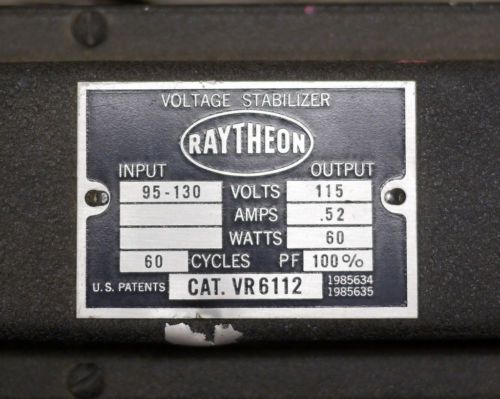 VOLTAGE STABILIZER
RAYTHEON
INPUT OUTPUT
95-130 VOLTS 115
AMPS .52
WATTS 60
60 CYCLES PF 100%
U.S. PATENTS CAT. VR6112 1985634
1985635